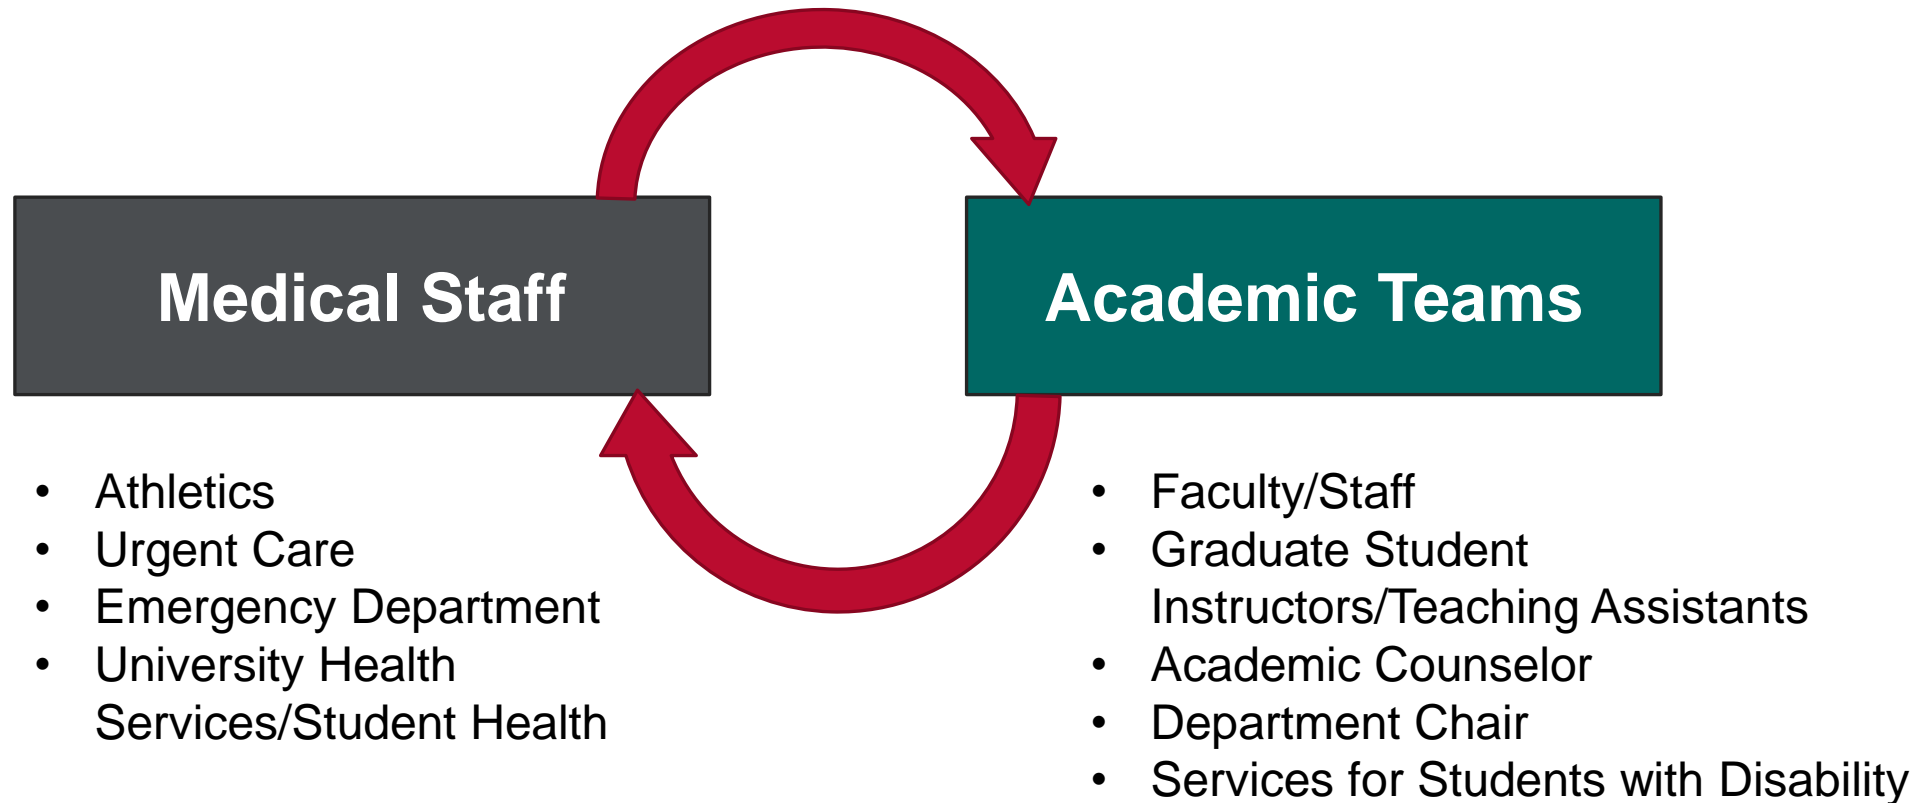 Medical Staff
Academic Teams
• Athletics
• Urgent Care
• Emergency Department
• University Health
Services/Student Health
• Faculty/Staff
• Graduate Student
Instructors/Teaching Assistants
• Academic Counselor
• Department Chair
• Services for Students with Disability